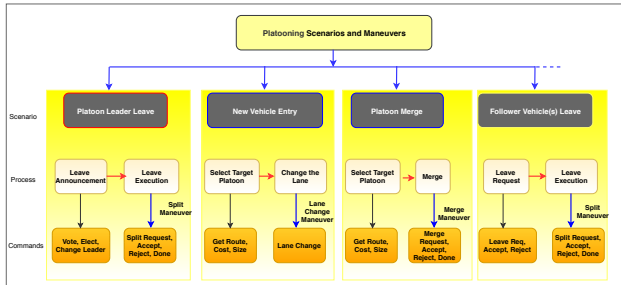 Platooning Scenarios and Maneuvers
Scenario
Platoon Leader Leave
New Vehicle Entry
Platoon Merge
Follower Vehicle(s) Leave
Process
Leave
Announcement
Leave
Execution
Select Target
Platoon
Change the
Lane
Select Target
Platoon
Merge
Leave
Request
Leave
Execution
Split
Maneuver
Lane
Change
Maneuver
Merge
Maneuver
Split
Maneuver
Commands
Vote, Elect,
Change Leader
Split Request,
Accept,
Reject, Done
Get Route,
Cost, Size
Lane Change
Get Route,
Cost, Size
Merge
Request,
Accept,
Reject, Done
Leave Req,
Accept, Reject
Split Request,
Accept,
Reject, Done